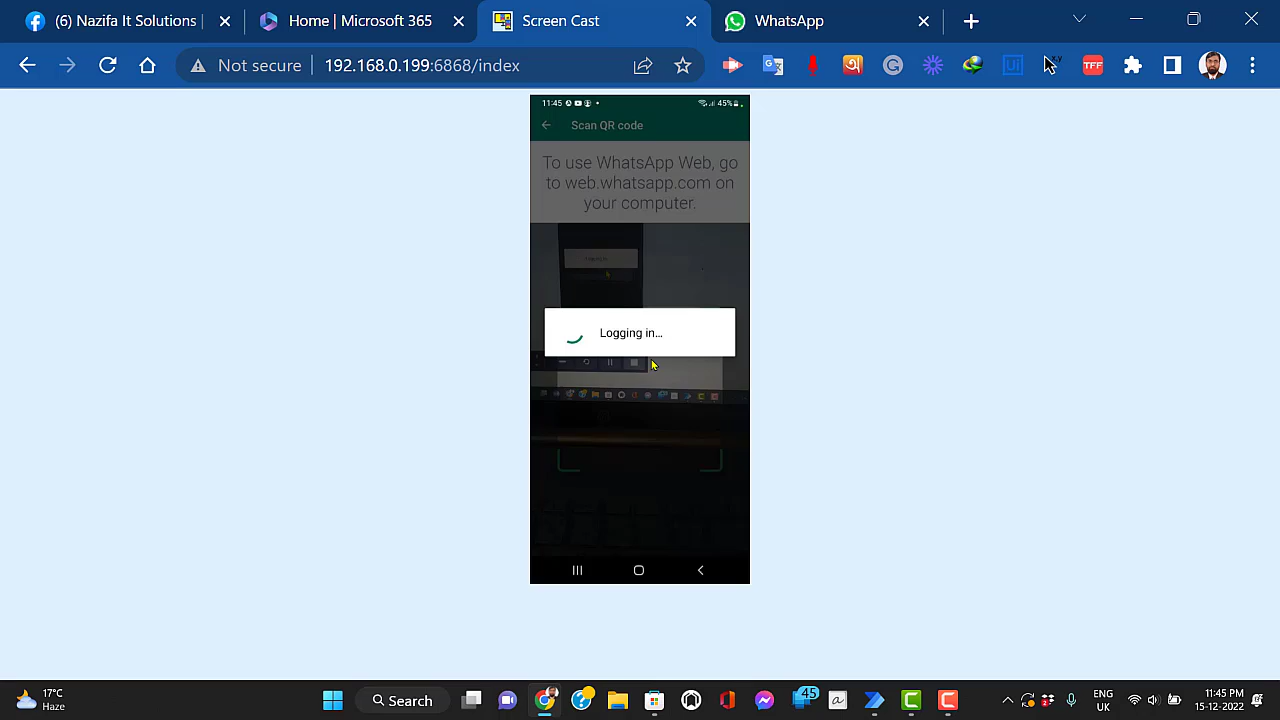 (6) Nazifa It Solutions |
Home | Microsoft 365
Screen Cast
WhatsApp
Not secure
192.168.0.199:6868/index
TFF
11:45
45%
Scan QR code
To use WhatsApp Web, go
to web.whatsapp.com on
your computer.
Logging in...
17°C
Haze
Search
45
2
ENG
UK
11:45 PM
15-12-2022